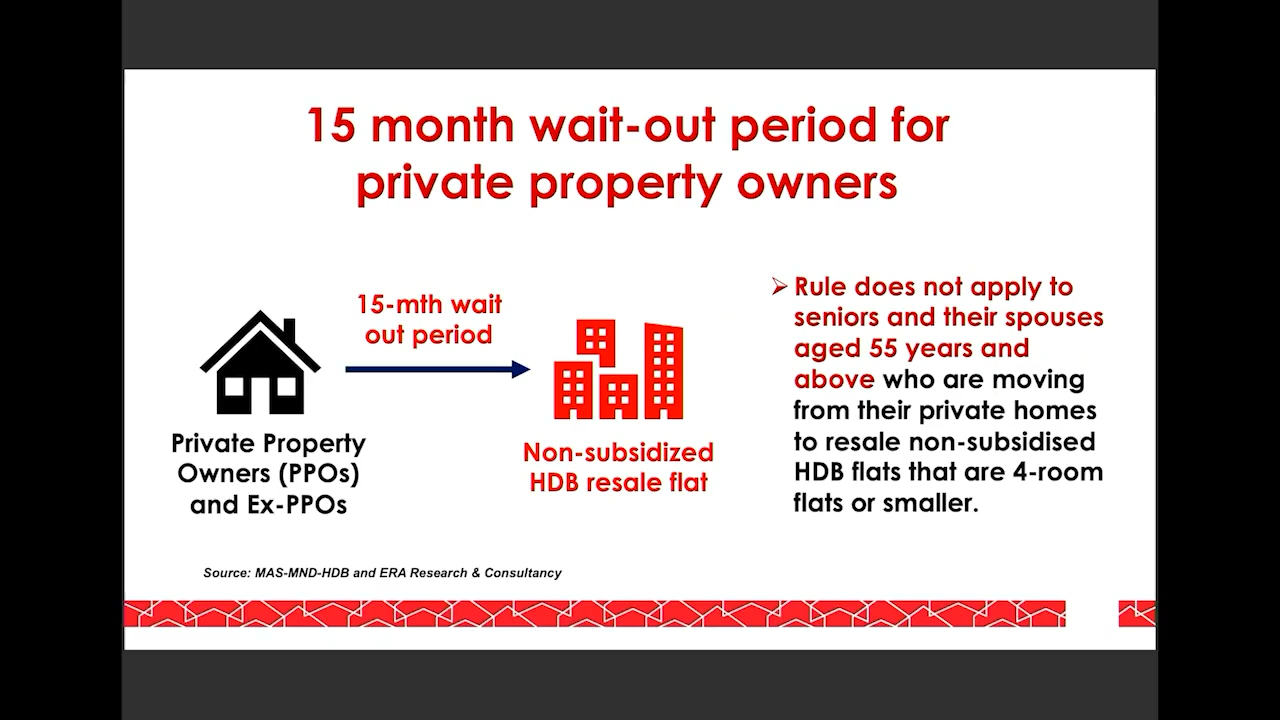 15 month wait-out period for
private property owners
15-mth wait
out period
Private Property
Owners (PPOs)
and Ex-PPOs
Non-subsidized
HDB resale flat
➢ Rule does not apply to
seniors and their spouses
aged 55 years and
above who are moving
from their private homes
to resale non-subsidised
HDB flats that are 4-room
flats or smaller.
Source: MAS-MND-HDB and ERA Research & Consultancy